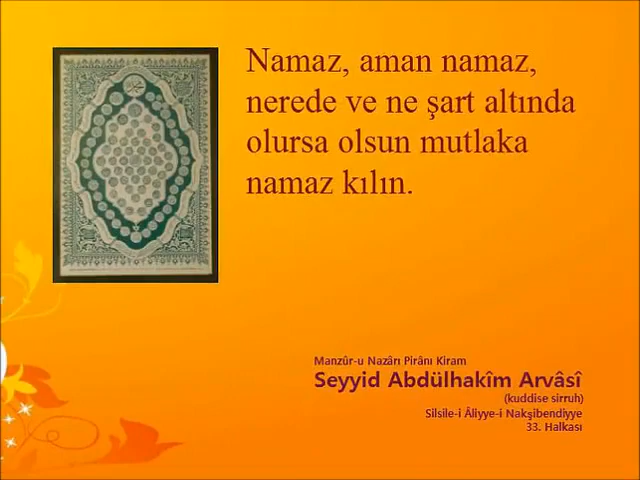 Namaz, aman namaz,
nerede ve ne şart altında
olursa olsun mutlaka
namaz kılın.
Manzûr-u Nazârı Pirânı Kiram
Seyyid Abdülhakîm Arvâsî
(kuddise sirruh)
Silsile-i Âliyye-i Nakşibendiyye
33. Halkası